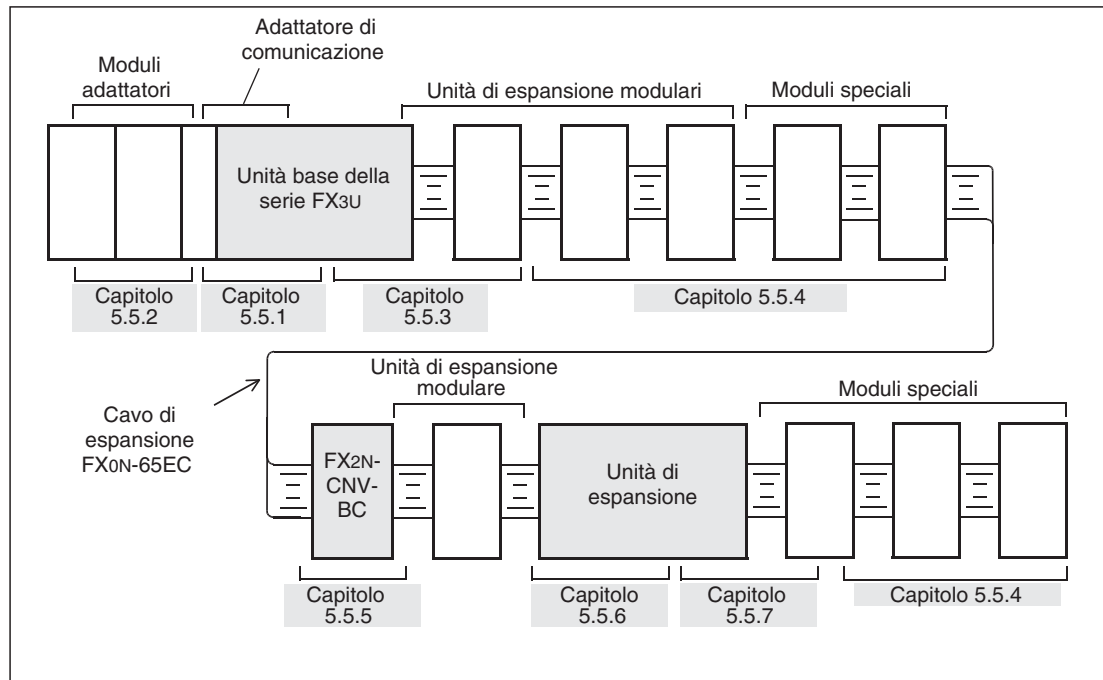 Adattatore di
comunicazione
Moduli
adattatori
Unità di espansione modulari
Moduli speciali
Unità base della
serie FX3U
Capitolo
5.5.2
Capitolo
5.5.1
Capitolo
5.5.3
Capitolo 5.5.4
Unità di espansione
modulare
Moduli speciali
Cavo di
espansione
FX0N-65EC
FX2N-
CNV-
BC
Unità di
espansione
Capitolo
5.5.5
Capitolo
5.5.6
Capitolo
5.5.7
Capitolo 5.5.4